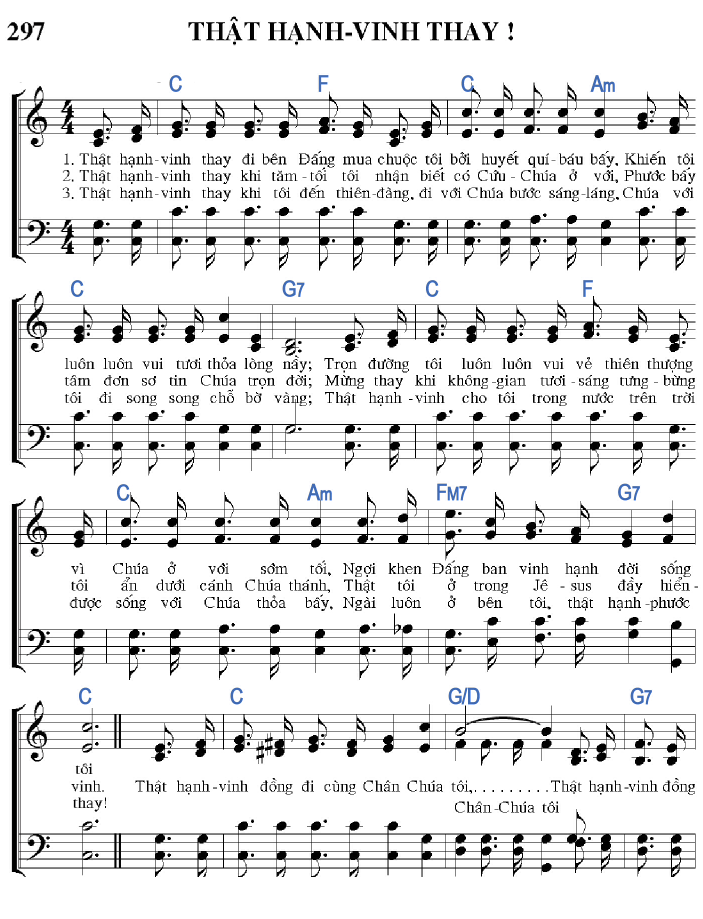 297 THẬT HẠNH-VINH THAY !
C F C Am
1. Thật hạnh-vinh thay đi bên Đấng mua chuộc tôi bởi huyết quí-báu bấy, Khiến tôi
2. Thật hạnh-vinh thay khi tăm-tối tôi nhận biết có Cứu-Chúa ở với, Phước bấy
3. Thật hạnh-vinh thay khi tôi đến thiên-đàng, đi với Chúa bước sáng-láng, Chúa với
C G7 C F
luôn luôn vui tươi thỏa lòng nầy; Trọn đường tôi luôn luôn vui vẻ thiên thượng
tâm đơn sơ tin Chúa trọn đời; Mừng thay khi không-gian tươi-sáng tưng-bừng
tôi đi song song chỗ bờ vàng; Thật hạnh-vinh cho tôi trong nước trên trời
C Am FM7 G7
vì Chúa ở với sớm tối, Ngợi khen Đấng ban vinh hạnh đời sống
tôi ẩn dưới cánh Chúa thánh, Thật tôi ở trong Jê-sus đầy hiển-
được sống với Chúa thỏa bấy, Ngài luôn ở bên tôi, thật hạnh-phước
C C G/D G7
tôi
vinh. Thật hạnh-vinh đồng đi cùng Chân Chúa tôi,.........Thật hạnh-vinh đồng
thay! Chân-Chúa tôi